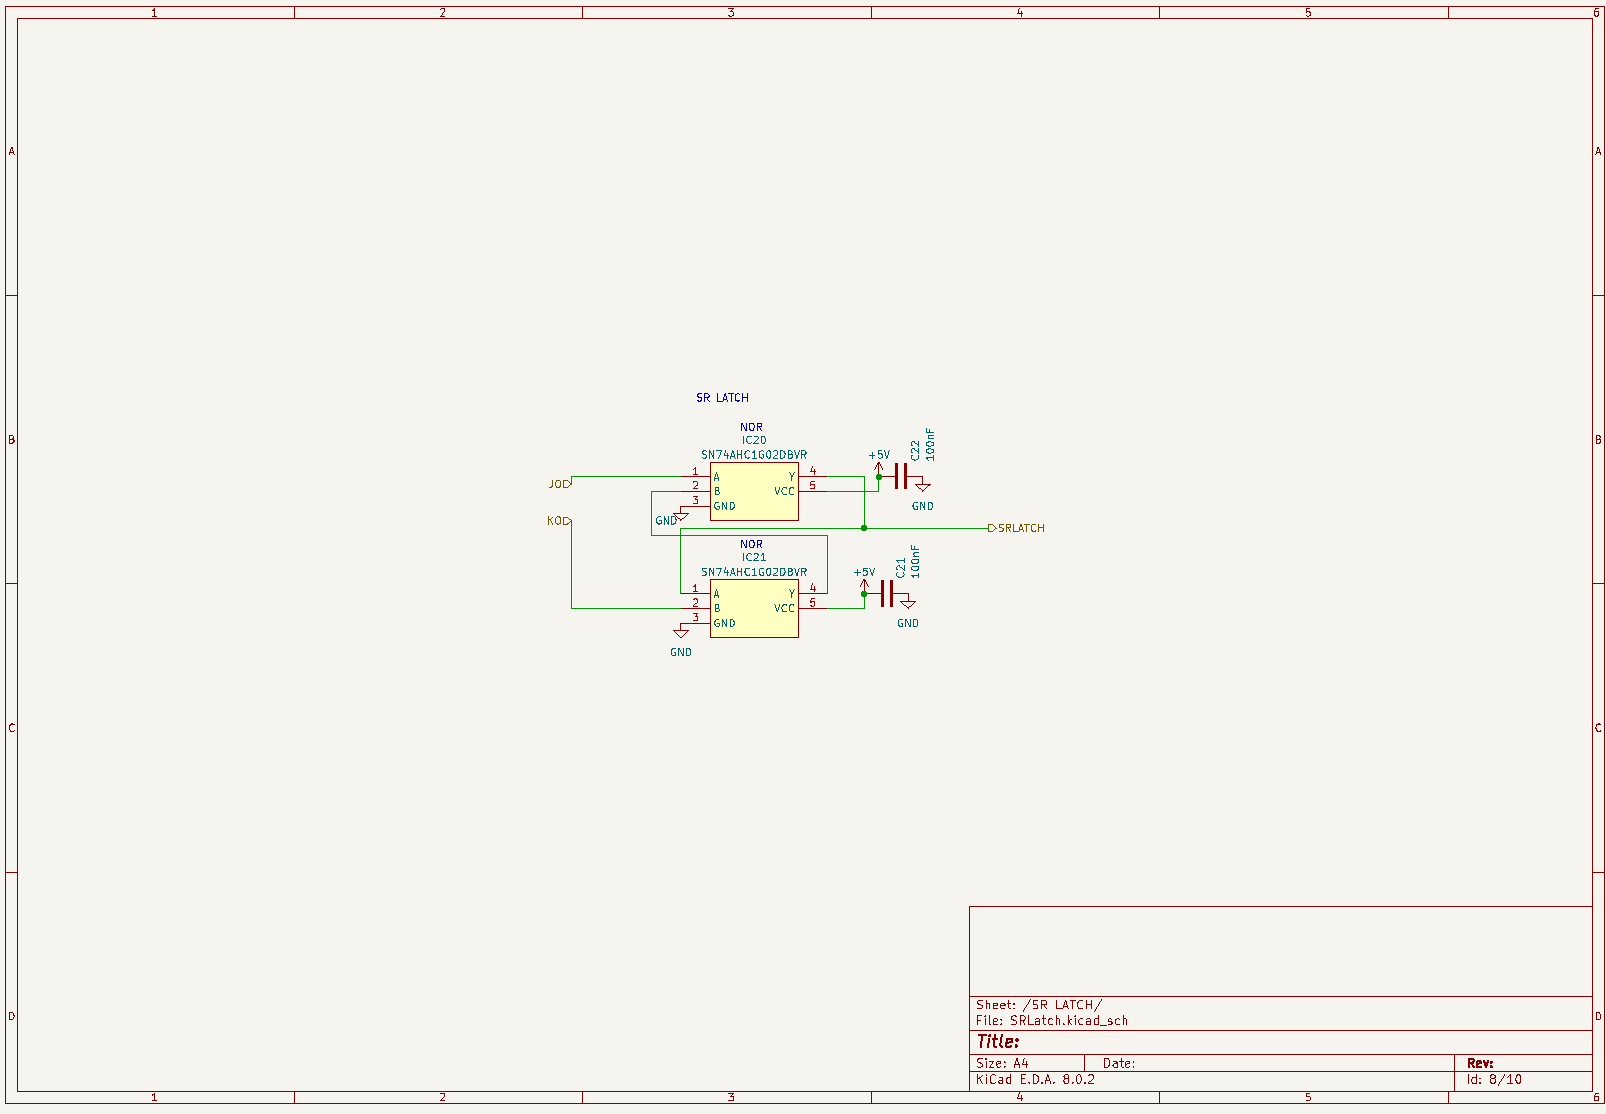 1 2 3 4 5 6
A A
SR LATCH
NOR
B B
IC20
C22
100nF
SN74AHC1G02DBVR
+5V
1 A Y 4
J0
2 B VCC 5
3 GND
GND
GND
K0
SRLATCH
NOR
IC21
C21
100nF
SN74AHC1G02DBVR
+5V
1 A Y 4
2 B VCC 5
3 GND
GND
GND
C C
Sheet: /SR LATCH/
File: SRLatch.kicad_sch
D D
Title:
Size: A4 Date: Rev:
KiCad E.D.A. 8.0.2 Id: 8/10
1 2 3 4 5 6